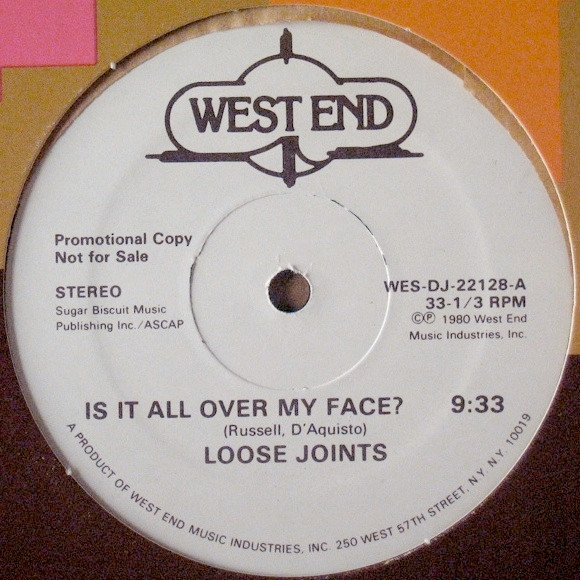 WEST END
Promotional Copy
Not for Sale
STEREO
Sugar Biscuit Music
Publishing Inc./ASCAP
WES-DJ-22128-A
33-1/3 RPM
©℗ 1980 West End
Music Industries, Inc.
IS IT ALL OVER MY FACE? 9:33
(Russell, D'Aquisto)
LOOSE JOINTS
A PRODUCT OF WEST END MUSIC INDUSTRIES, INC. 250 WEST 57TH STREET, N.Y. N.Y. 10019